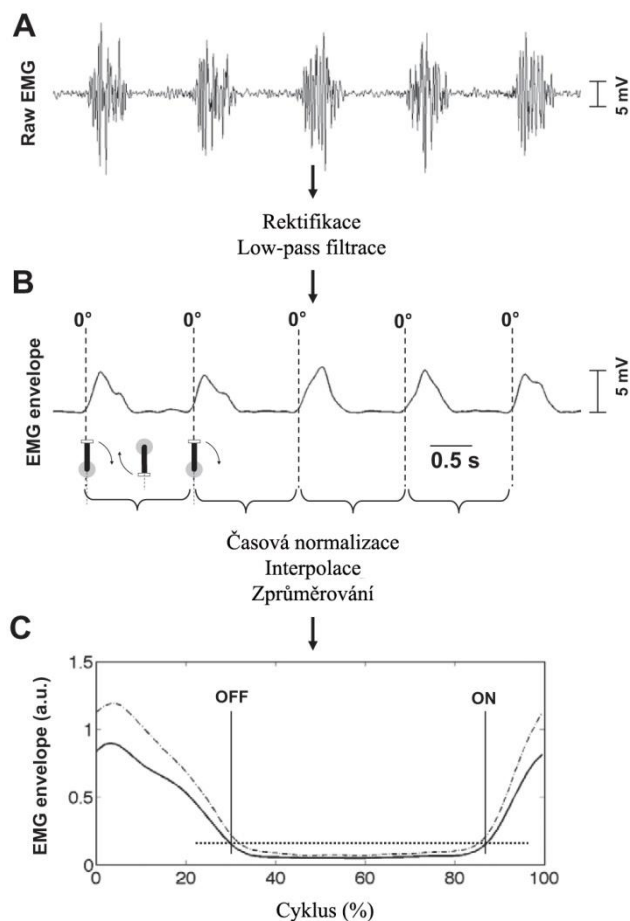 A
Raw EMG
5 mV
Rektifikace
Low-pass filtrace
B
0° 0° 0° 0° 0°
EMG envelope
5 mV
0.5 s
Časová normalizace
Interpolace
Zprůměrování
C
EMG envelope (a.u.)
1.5
1
0.5
0
OFF ON
0 20 40 60 80 100
Cyklus (%)